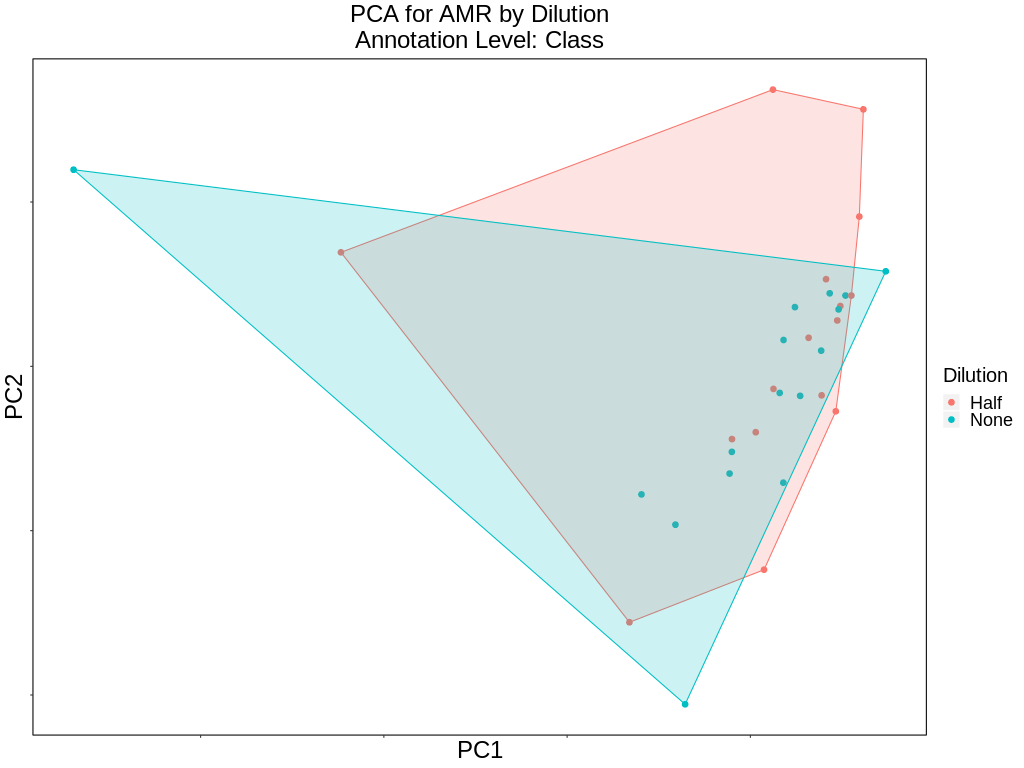 PCA for AMR by Dilution
Annotation Level: Class
PC2
PC1
Dilution
Half
None